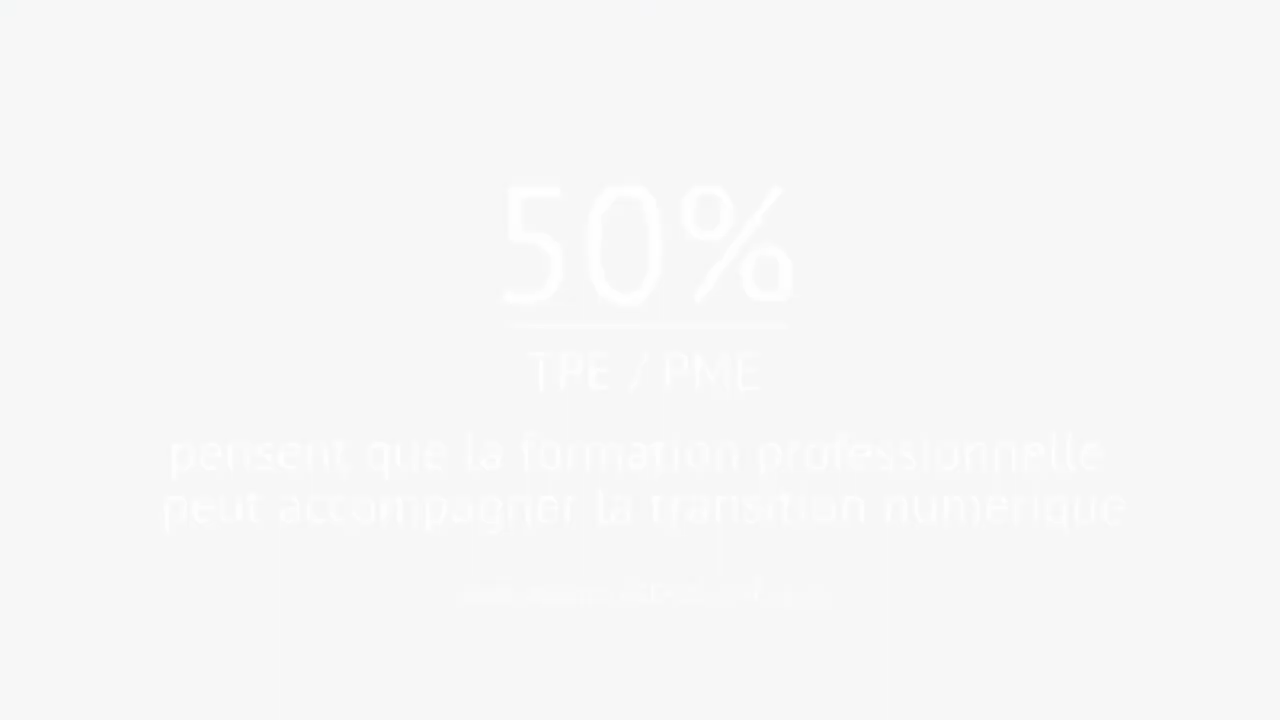 50%
TPE / PME
pensent que la formation professionnelle
peut accompagner la transition numérique